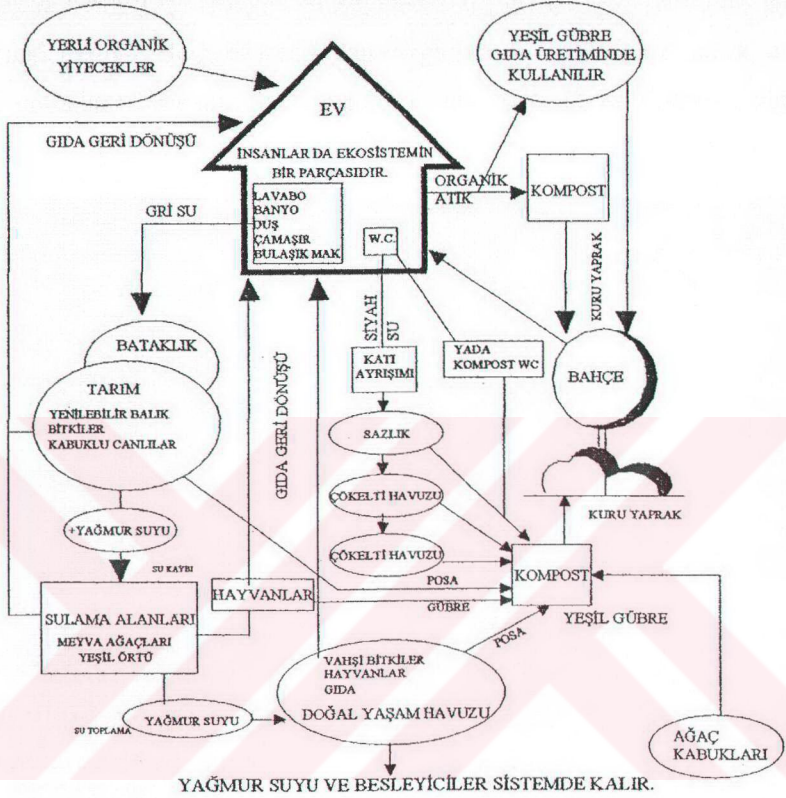 YERLİ ORGANİK
YİYECEKLER
YEŞİL GÜBRE
GIDA ÜRETİMİNDE
KULLANILIR
EV
GIDA GERİ DÖNÜŞÜ
İNSANLAR DA EKOSİSTEMİN
BİR PARÇASIDIR.
ORGANİK
ATIK
KOMPOST
LAVABO
BANYO
DUŞ
ÇAMAŞIR
BULAŞIK MAK
W.C.
GRİ SU
SİYAH
SU
KURU YAPRAK
BATAKLIK
KATI
AYRIŞIMI
YADA
KOMPOST WC
BAHÇE
TARIM
YENİLEBİLİR BALIK
BİTKİLER
KABUKLU CANLILAR
GIDA GERİ DÖNÜŞÜ
SAZLIK
ÇÖKELTİ HAVUZU
KURU YAPRAK
+YAĞMUR SUYU
ÇÖKELTİ HAVUZU
SU KAYBI
KOMPOST
POSA
HAYVANLAR
GÜBRE
SULAMA ALANLARI
MEYVA AĞAÇLARI
YEŞİL ÖRTÜ
YEŞİL GÜBRE
POSA
VAHŞİ BİTKİLER
HAYVANLAR
GIDA
DOĞAL YAŞAM HAVUZU
SU TOPLAMA
YAĞMUR SUYU
AĞAÇ
KABUKLARI
YAĞMUR SUYU VE BESLEYİCİLER SİSTEMDE KALIR.